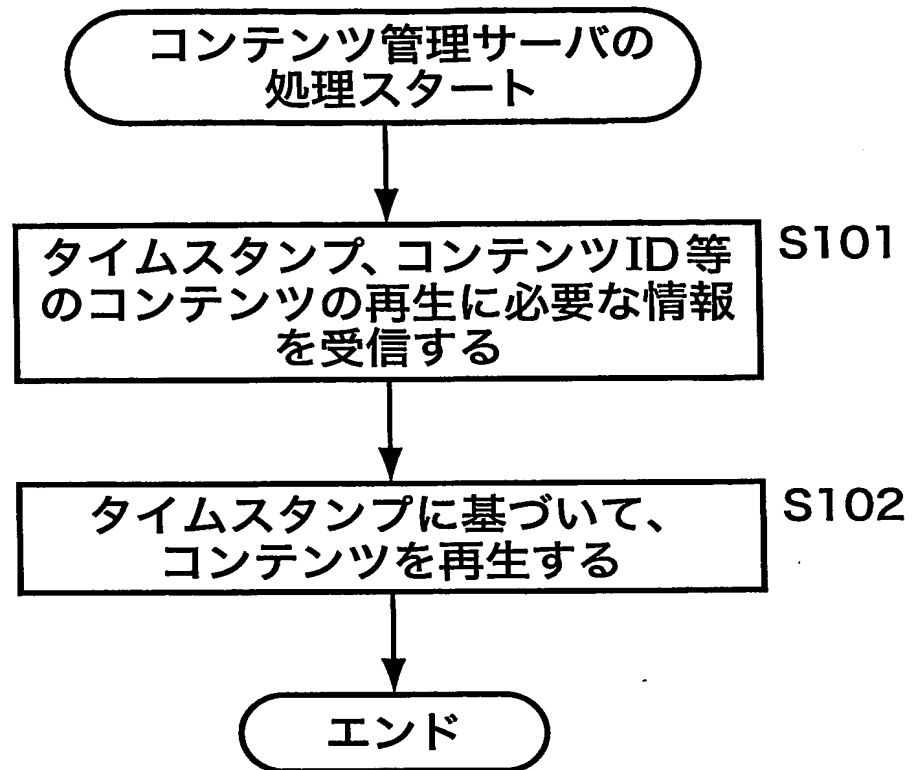 コンテンツ管理サーバの
処理スタート
タイムスタンプ、コンテンツID等
のコンテンツの再生に必要な情報
を受信する
S101
タイムスタンプに基づいて、
コンテンツを再生する
S102
エンド